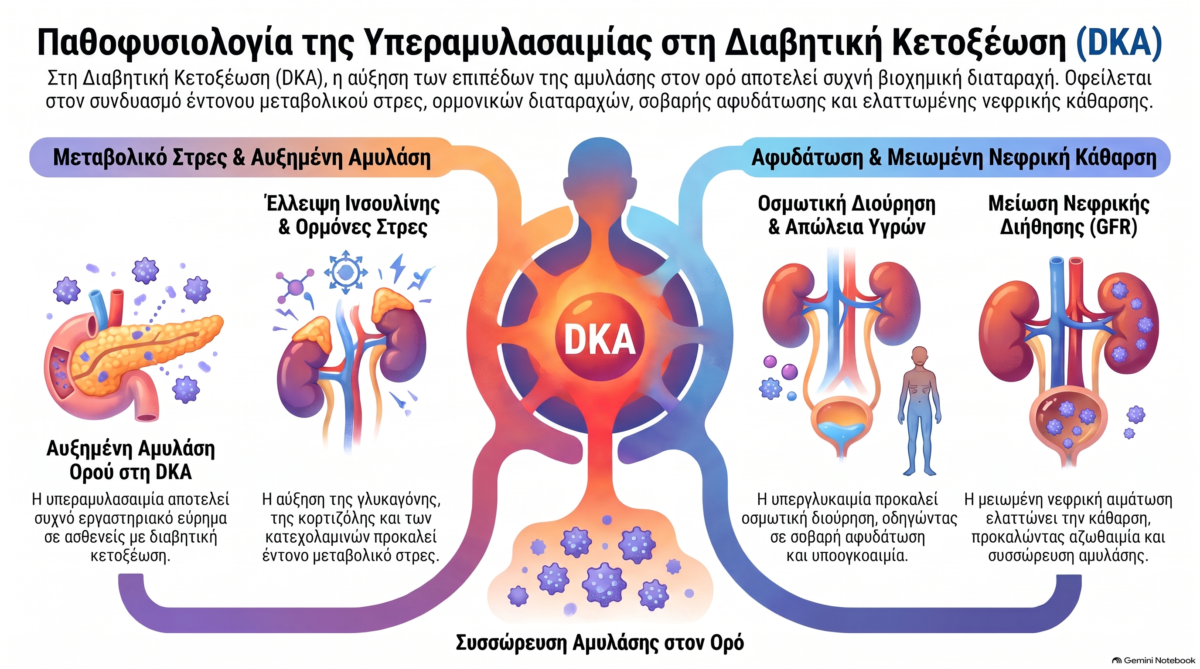 Παθοφυσιολογία της Υπεραμυλασαιμίας στη Διαβητική Κετοξέωση (DKA)
Στη Διαβητική Κετοξέωση (DKA), η αύξηση των επιπέδων της αμυλάσης στον ορό αποτελεί συχνή βιοχημική διαταραχή. Οφείλεται
στον συνδυασμό έντονου μεταβολικού στρες, ορμονικών διαταραχών, σοβαρής αφυδάτωσης και ελαττωμένης νεφρικής κάθαρσης.
Μεταβολικό Στρες & Αυξημένη Αμυλάση
Αυξημένη Αμυλάση
Ορού στη DKA
Η υπεραμυλασαιμία αποτελεί
συχνό εργαστηριακό εύρημα
σε ασθενείς με διαβητική
κετοξέωση.
Έλλειψη Ινσουλίνης
& Ορμόνες Στρες
Η αύξηση της γλυκαγόνης,
της κορτιζόλης και των
κατεχολαμινών προκαλεί
έντονο μεταβολικό στρες.
DKA
Αφυδάτωση & Μειωμένη Νεφρική Κάθαρση
Οσμωτική Διούρηση
& Απώλεια Υγρών
Η υπεργλυκαιμία προκαλεί
οσμωτική διούρηση, οδηγώντας
σε σοβαρή αφυδάτωση
και υποογκοαιμία.
Μείωση Νεφρικής
Διήθησης (GFR)
Η μειωμένη νεφρική αιμάτωση
ελαττώνει την κάθαρση,
προκαλώντας αζωθαιμία και
συσσώρευση αμυλάσης.
Συσσώρευση Αμυλάσης στον Ορό
Gemini Notebook